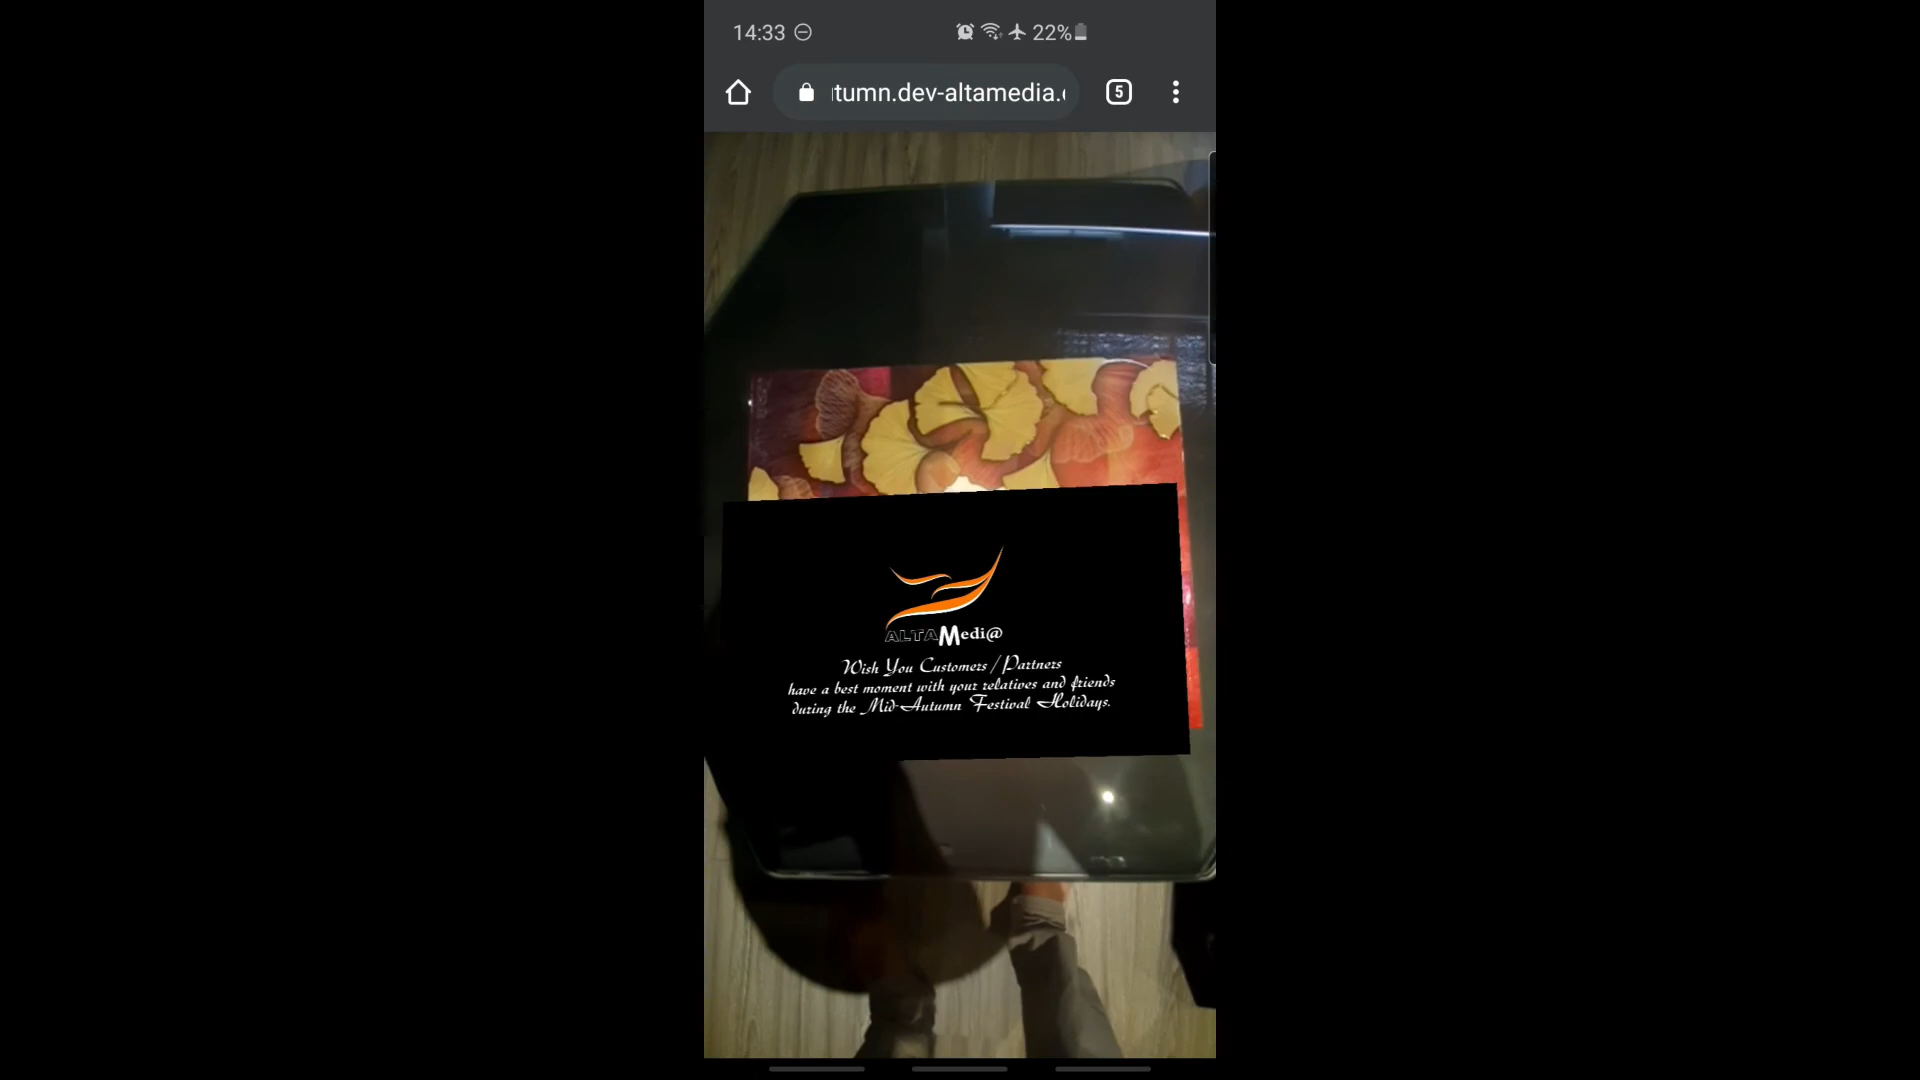 14:33
22%
5
tumn.dev-altamedia.
ALTAMedi@
Wish You Customers / Partners
have a best moment with your relatives and friends
during the Mid-Autumn Festival Holidays.